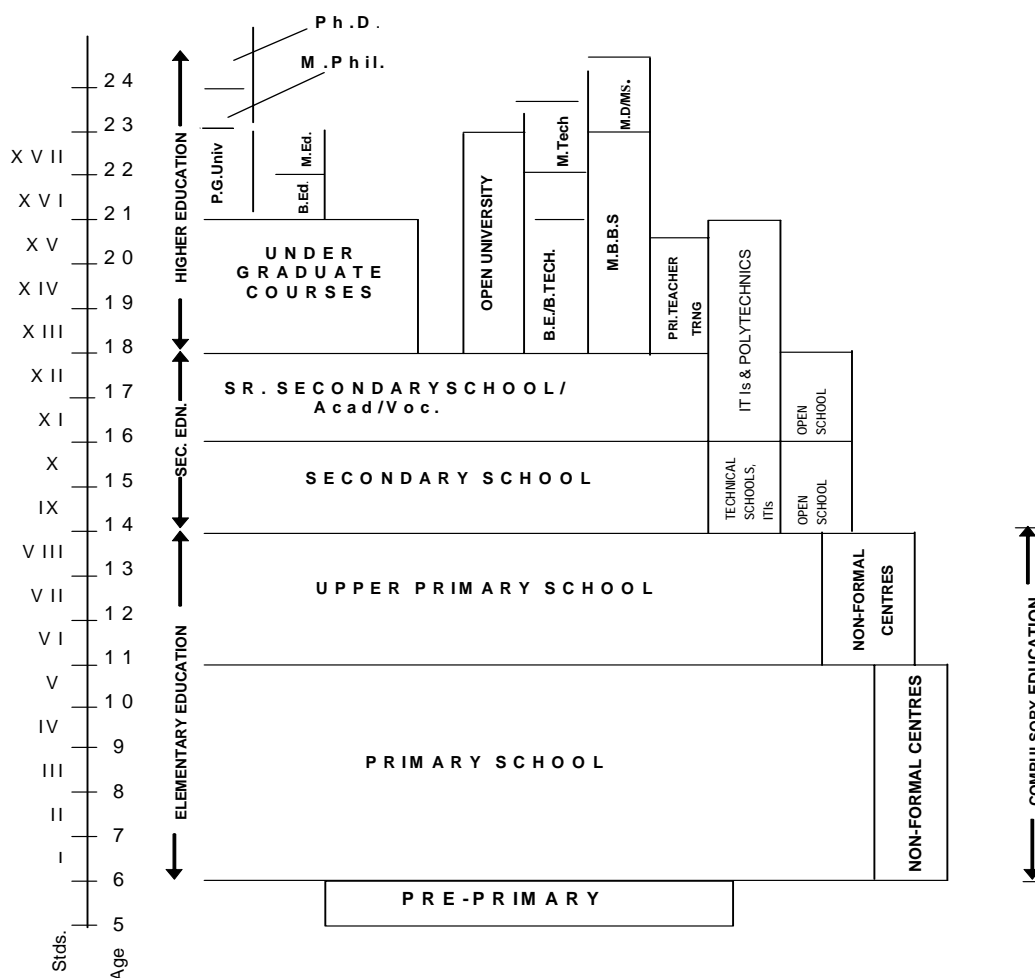 Ph.D.
M.Phil.
24
23
XVII
22
XVI
21
XV
20
XIV
19
XIII
18
XII
17
XI
16
X
15
IX
14
VIII
13
VII
12
VI
11
V
10
IV
9
III
8
II
7
I
6
5
Stds.
Age
HIGHER EDUCATION
SEC. EDN.
ELEMENTARY EDUCATION
P.G.Univ
M.Ed.
B.Ed.
UNDER
GRADUATE
COURSES
OPEN UNIVERSITY
M.Tech
B.E./B.TECH.
M.D/MS.
M.B.B.S
PRI.TEACHER
TRNG
ITIs & POLYTECHNICS
SR. SECONDARY SCHOOL/
Acad/Voc.
OPEN
SCHOOL
SECONDARY SCHOOL
TECHNICAL
SCHOOLS,
ITIs
OPEN
SCHOOL
UPPER PRIMARY SCHOOL
NON-FORMAL
CENTRES
PRIMARY SCHOOL
NON-FORMAL CENTRES
PRE-PRIMARY
COMPULSORY EDUCATION